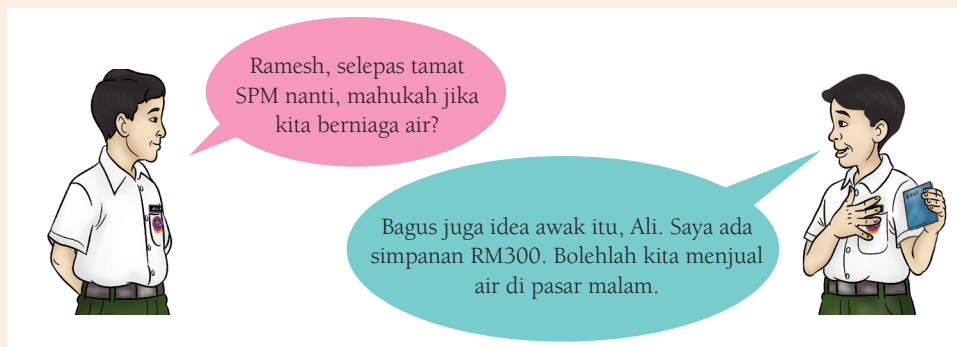 Ramesh, selepas tamat
SPM nanti, mahukah jika
kita berniaga air?
Bagus juga idea awak itu, Ali. Saya ada
simpanan RM300. Bolehlah kita menjual
air di pasar malam.